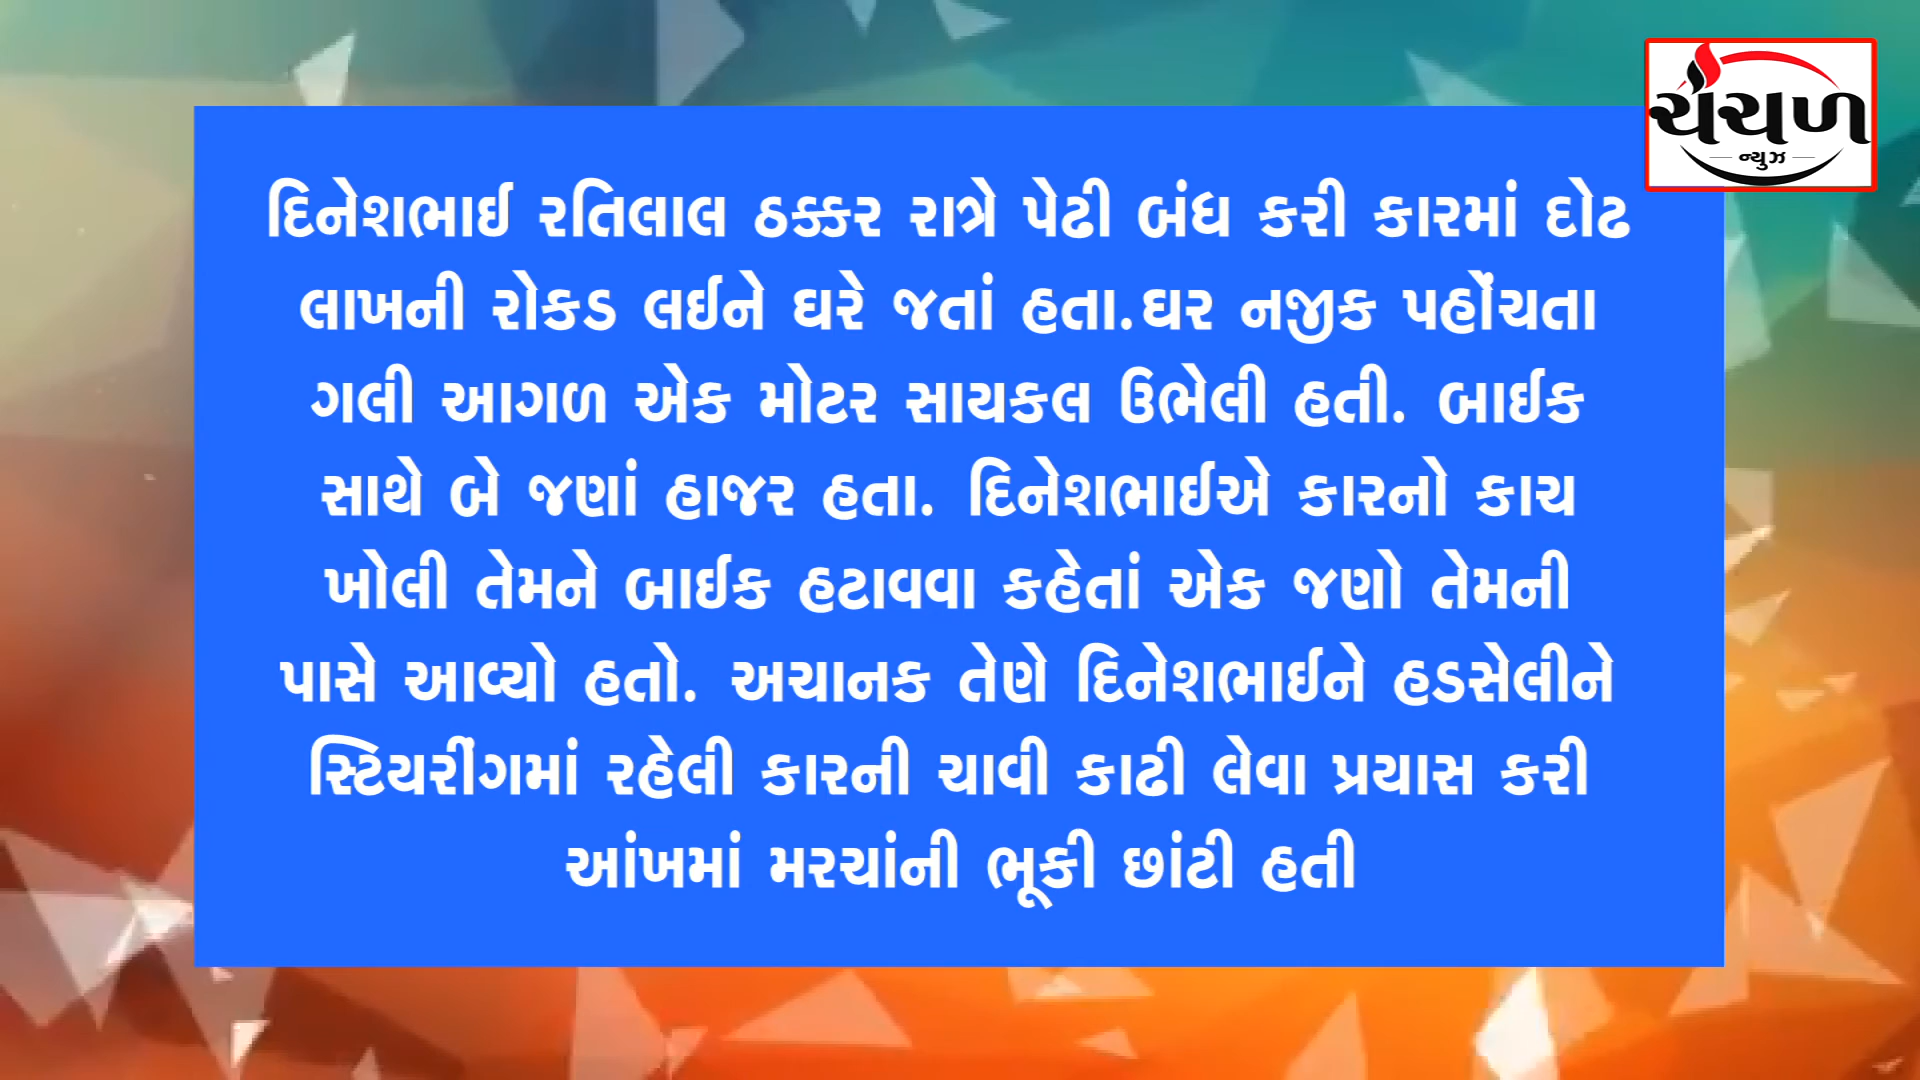 ચંચળ
ન્યુઝ
દિનેશભાઈ રતિલાલ ઠક્કર રાત્રે પેઢી બંધ કરી કારમાં દોઢ
લાખની રોકડ લઈને ઘરે જતાં હતા.ઘર નજીક પહોંચતા
ગલી આગળ એક મોટર સાયકલ ઉભેલી હતી. બાઈક
સાથે બે જણાં હાજર હતા. દિનેશભાઈએ કારનો કાચ
ખોલી તેમને બાઈક હટાવવા કહેતાં એક જણો તેમની
પાસે આવ્યો હતો. અચાનક તેણે દિનેશભાઈને હડસેલીને
સ્ટિયરીંગમાં રહેલી કારની ચાવી કાઢી લેવા પ્રયાસ કરી
આંખમાં મરચાંની ભૂકી છાંટી હતી